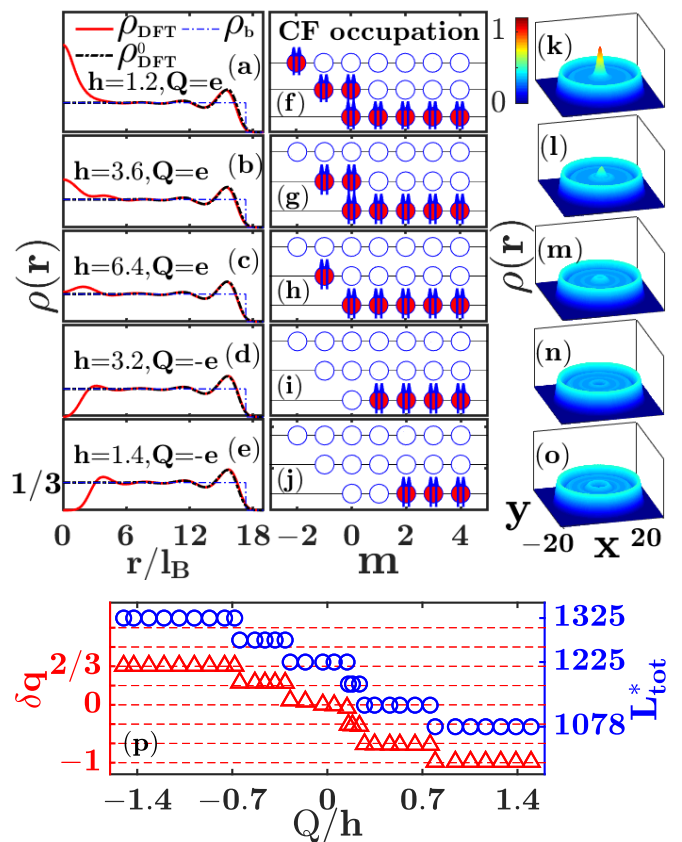 ρDFT ρb
ρ⁰DFT
h=1.2,Q=e (a)
h=3.6,Q=e (b)
h=6.4,Q=e (c)
h=3.2,Q=-e (d)
h=1.4,Q=-e (e)
ρ(r)
1/3
0 6 12 18
r/lB
CF occupation
(f)
(g)
(h)
(i)
(j)
−2 0 2 4
m
1
0
(k)
(l)
(m)
(n)
(o)
ρ(r)
y x
−20 20
δq 2/3
0
−1
(p)
1325
1225
1078
L*tot
−1.4 −0.7 0 0.7 1.4
Q/h